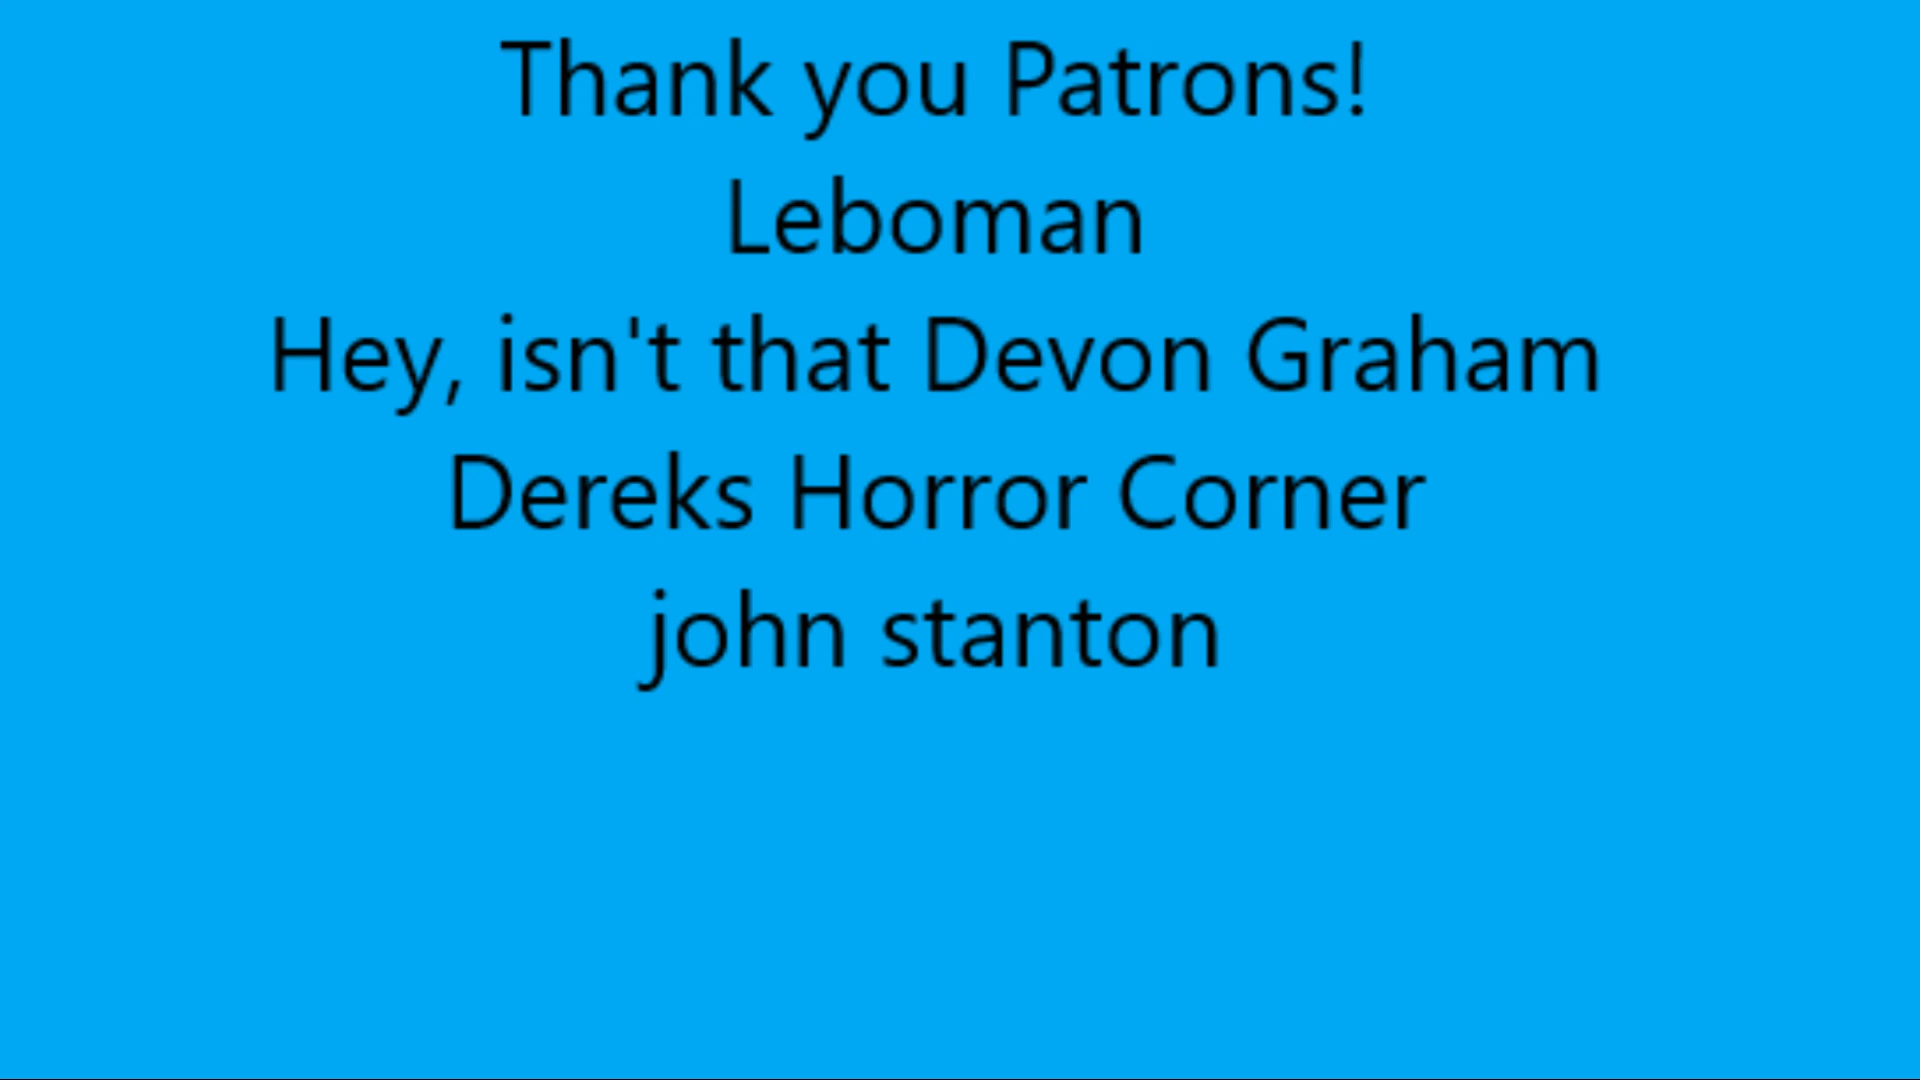 Thank you Patrons!
Leboman
Hey, isn't that Devon Graham
Dereks Horror Corner
john stanton